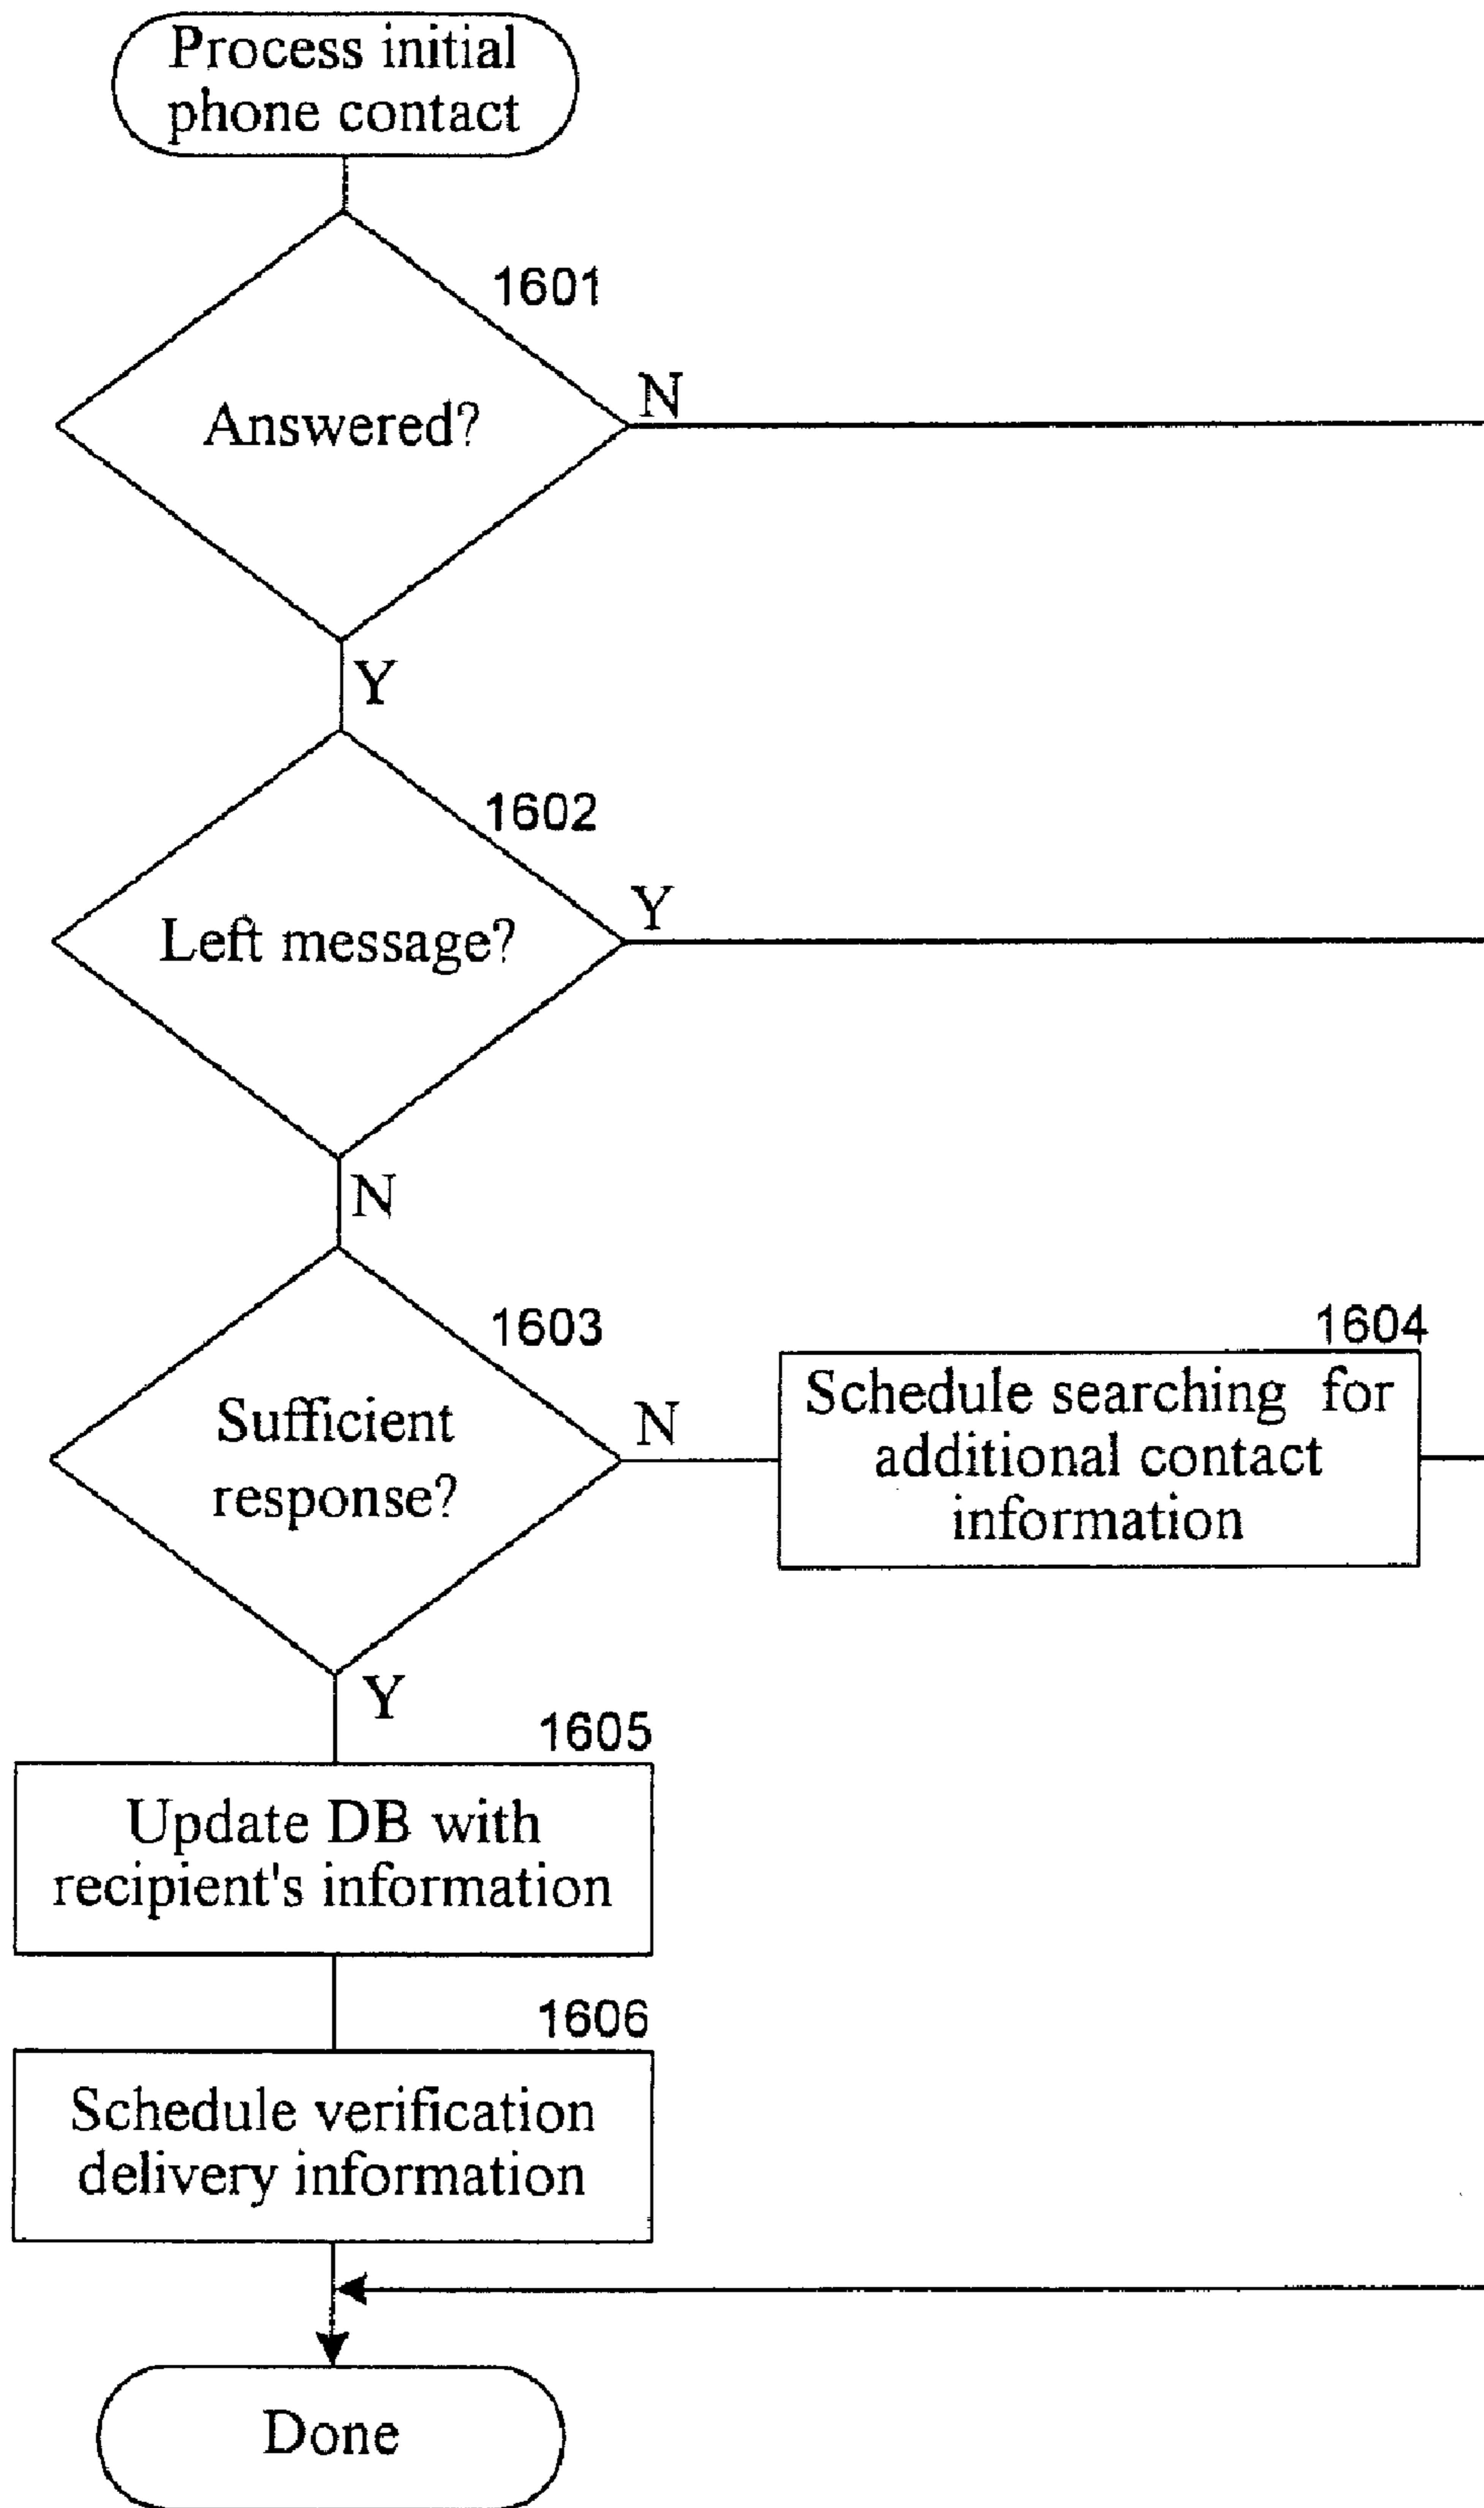 Process initial
phone contact
1601
Answered?
N
Y
1602
Left message?
Y
N
1603
Sufficient
response?
N
1604
Schedule searching for
additional contact
information
Y
1605
Update DB with
recipient's information
1606
Schedule verification
delivery information
Done